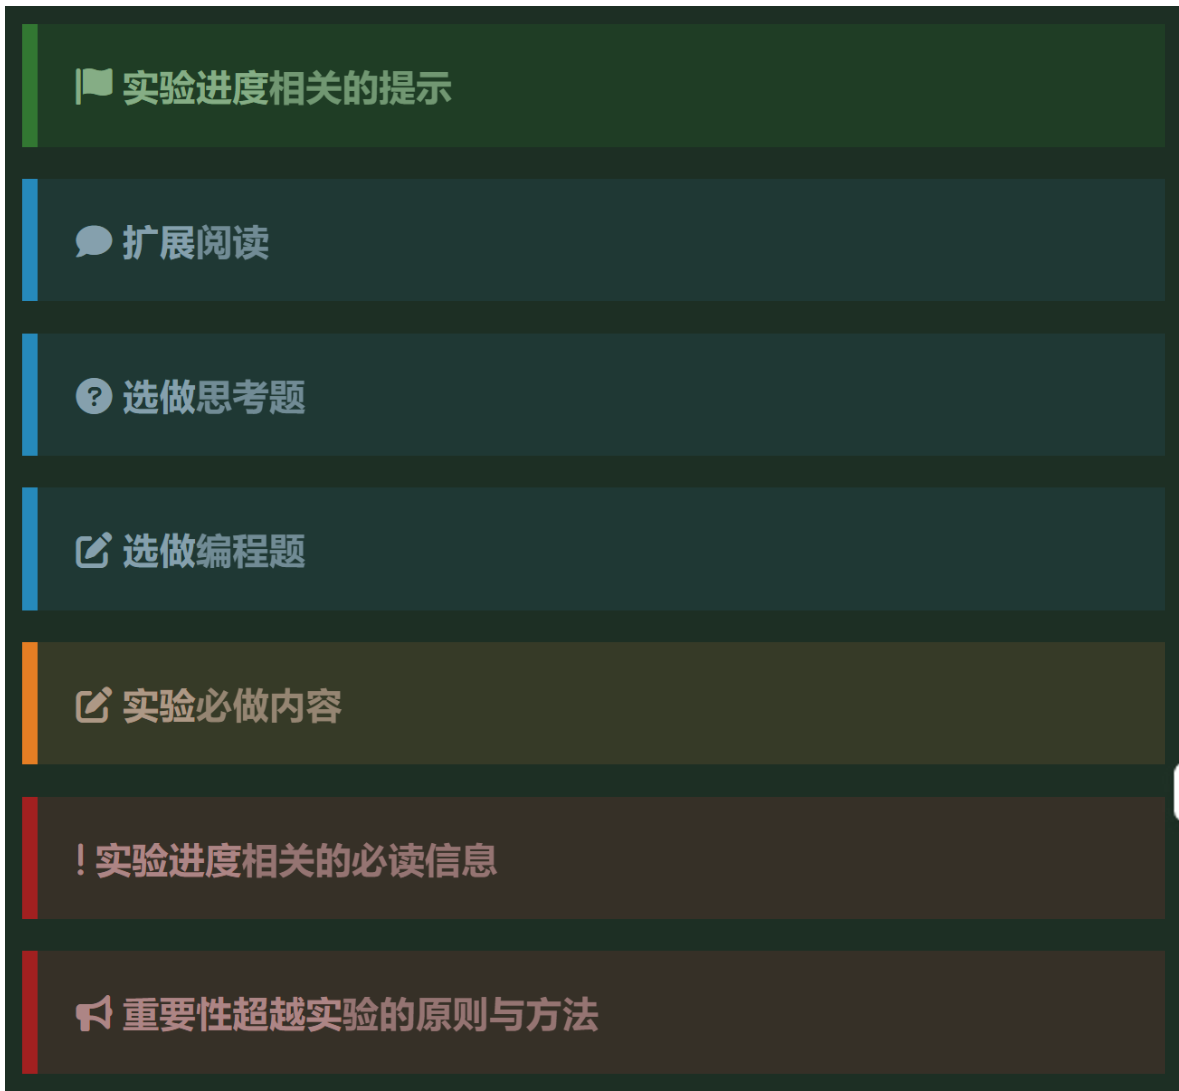 实验进度相关的提示
扩展阅读
? 选做思考题
选做编程题
实验必做内容
! 实验进度相关的必读信息
重要性超越实验的原则与方法